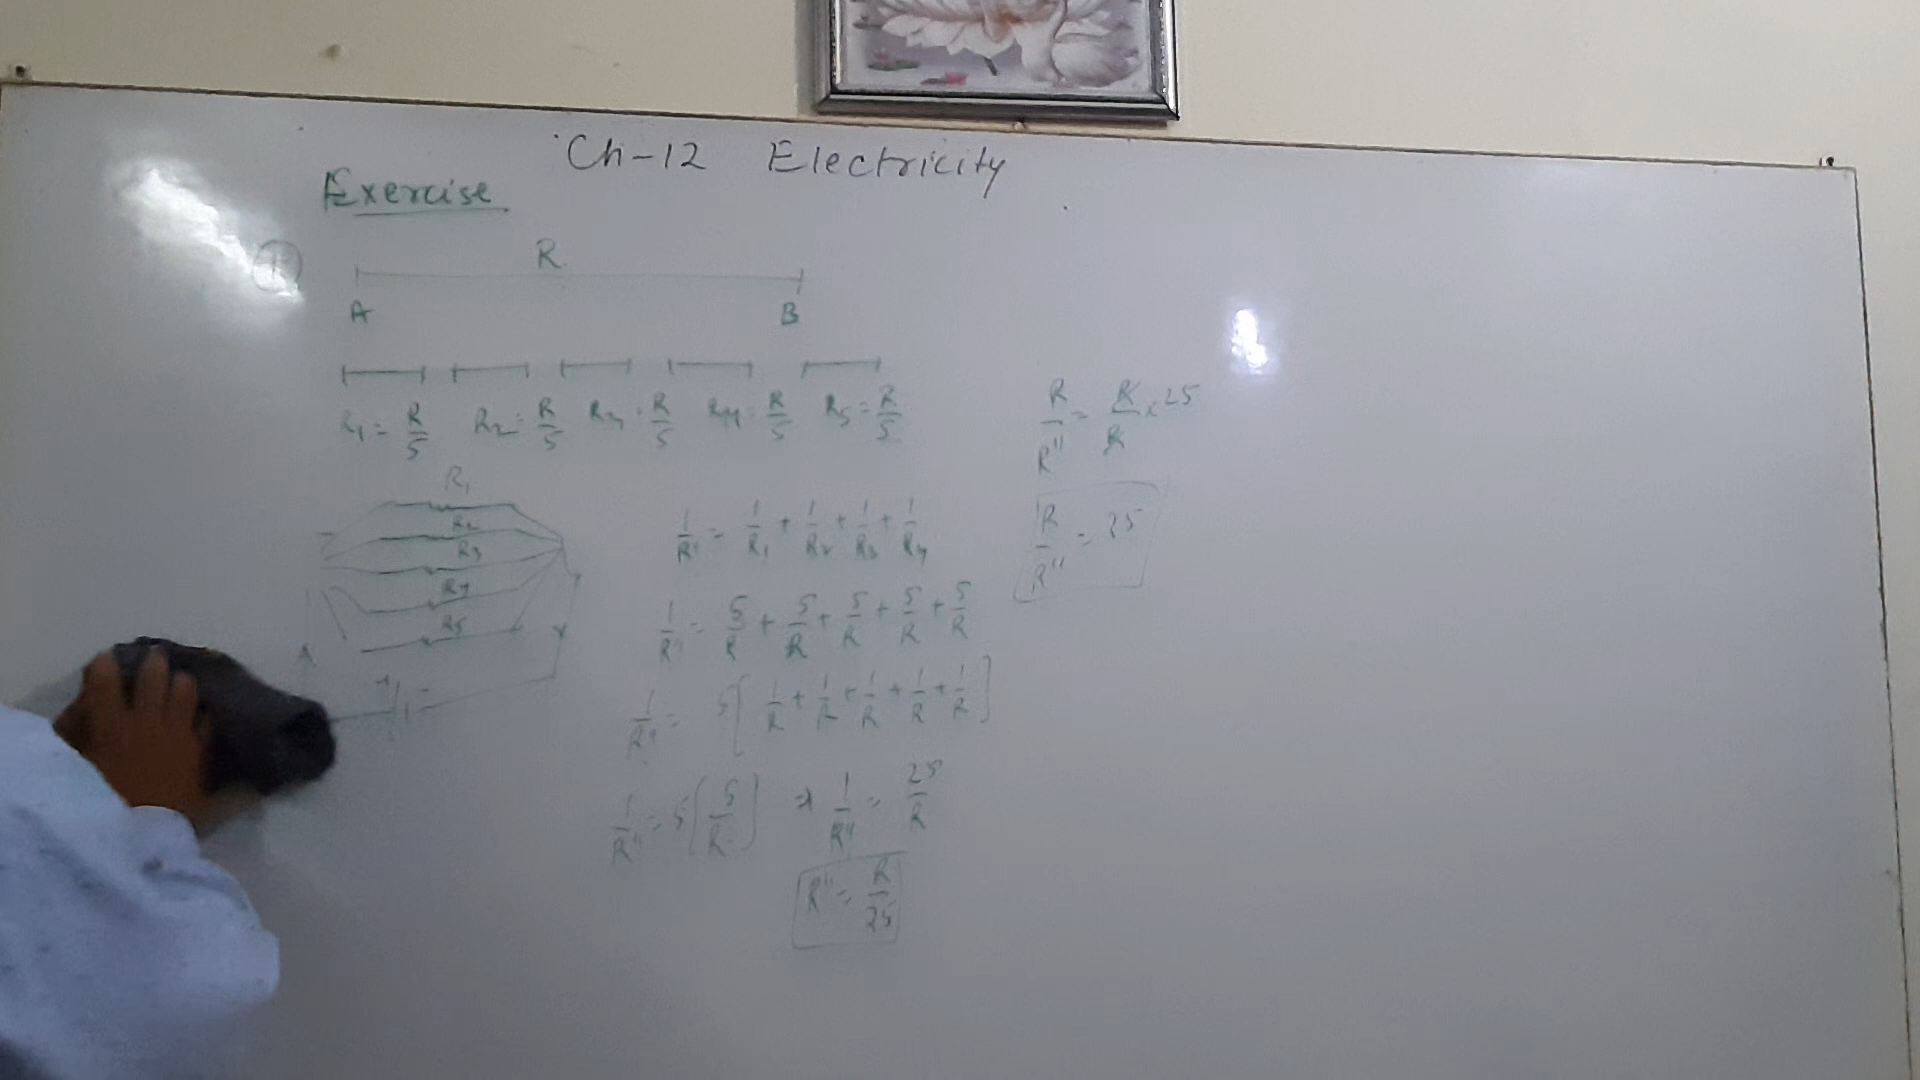 Ch-12 Electricity
Exercise
1
R
A B
R1 = R/5 R2 = R/5 R3 = R/5 R4 = R/5 R5 = R/5
R1
R2
R3
R4
R5
+ -
1/R" = 1/R1 + 1/R2 + 1/R3 + 1/R4
1/R" = 5/R + 5/R + 5/R + 5/R + 5/R
1/R" = 5[1/R + 1/R + 1/R + 1/R + 1/R]
1/R" = 5[5/R] ⇒ 1/R" = 25/R
R" = R/25
R/R" = R/R × 25
R/R" = 25